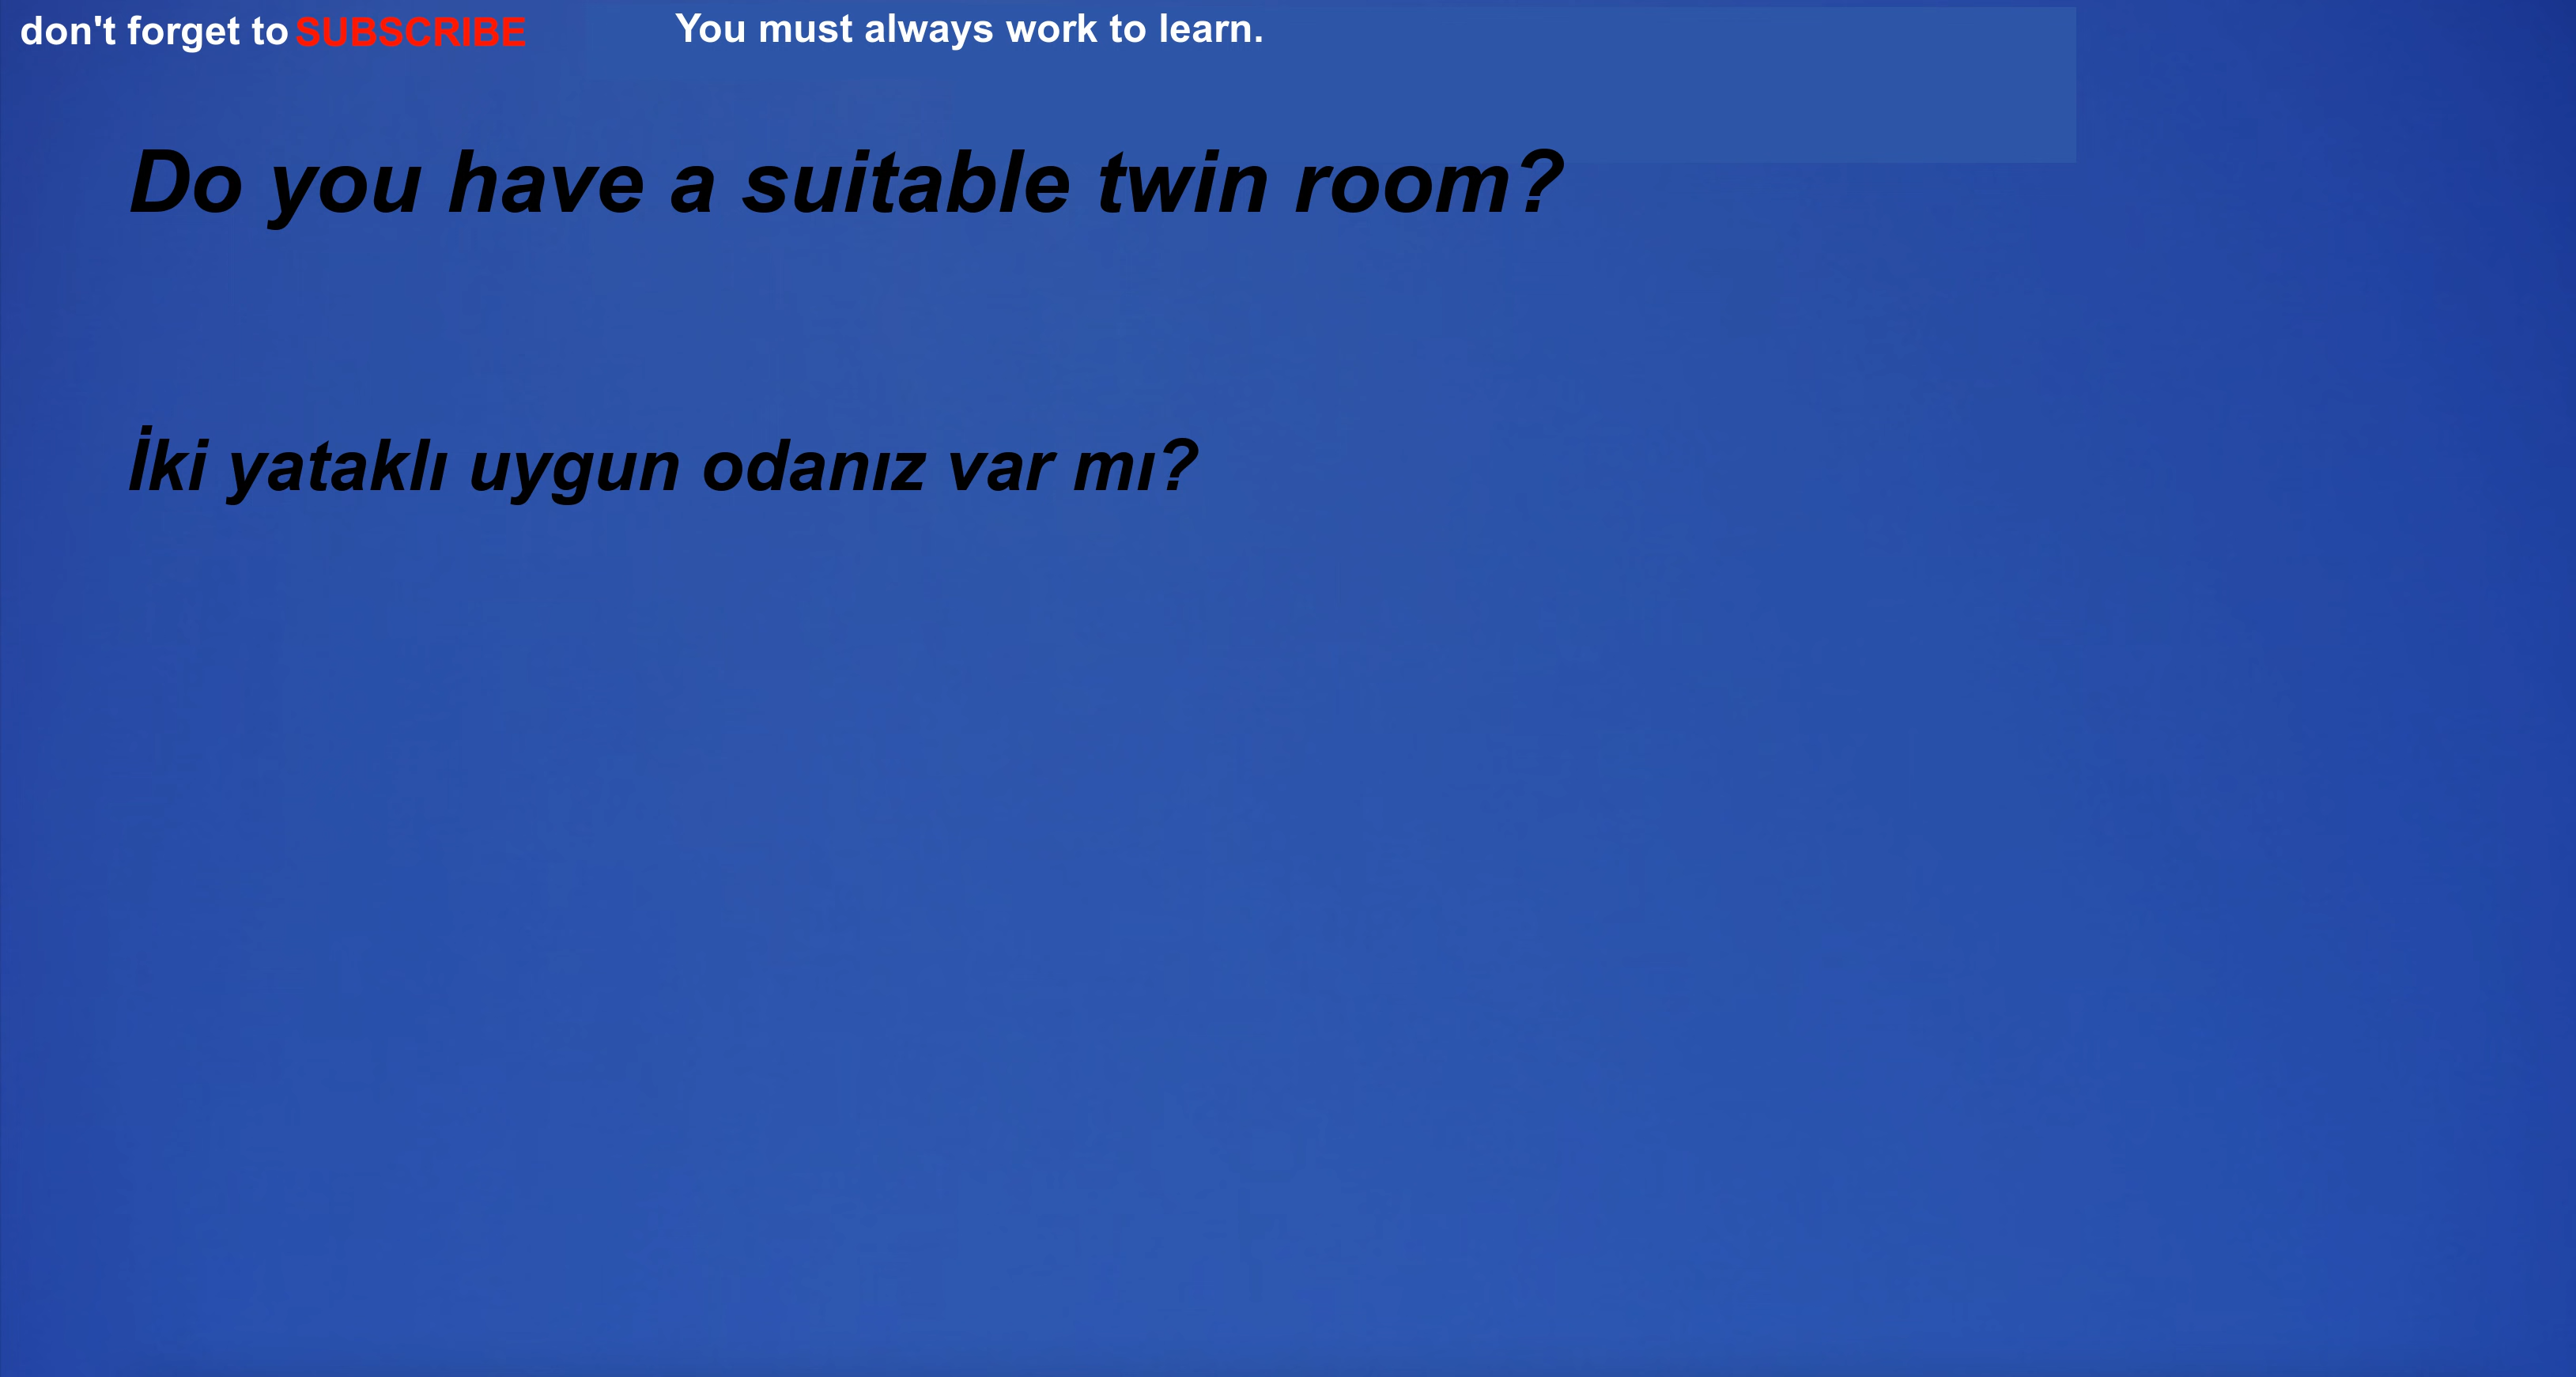 don't forget to SUBSCRIBE
You must always work to learn.
Do you have a suitable twin room?
İki yataklı uygun odanız var mı?